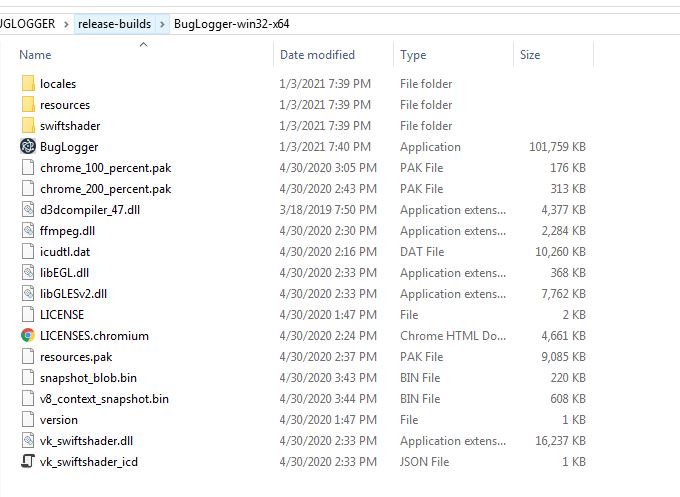 UGLOGGER > release-builds > BugLogger-win32-x64
Name Date modified Type Size
locales 1/3/2021 7:39 PM File folder
resources 1/3/2021 7:39 PM File folder
swiftshader 1/3/2021 7:39 PM File folder
BugLogger 1/3/2021 7:40 PM Application 101,759 KB
chrome_100_percent.pak 4/30/2020 3:05 PM PAK File 176 KB
chrome_200_percent.pak 4/30/2020 2:43 PM PAK File 313 KB
d3dcompiler_47.dll 3/18/2019 7:50 PM Application extens... 4,377 KB
ffmpeg.dll 4/30/2020 2:30 PM Application extens... 2,284 KB
icudtl.dat 4/30/2020 2:16 PM DAT File 10,260 KB
libEGL.dll 4/30/2020 2:33 PM Application extens... 368 KB
libGLESv2.dll 4/30/2020 2:33 PM Application extens... 7,762 KB
LICENSE 4/30/2020 1:47 PM File 2 KB
LICENSES.chromium 4/30/2020 2:24 PM Chrome HTML Do... 4,661 KB
resources.pak 4/30/2020 2:37 PM PAK File 9,085 KB
snapshot_blob.bin 4/30/2020 3:43 PM BIN File 220 KB
v8_context_snapshot.bin 4/30/2020 3:44 PM BIN File 608 KB
version 4/30/2020 1:47 PM File 1 KB
vk_swiftshader.dll 4/30/2020 2:33 PM Application extens... 16,237 KB
vk_swiftshader_icd 4/30/2020 2:33 PM JSON File 1 KB